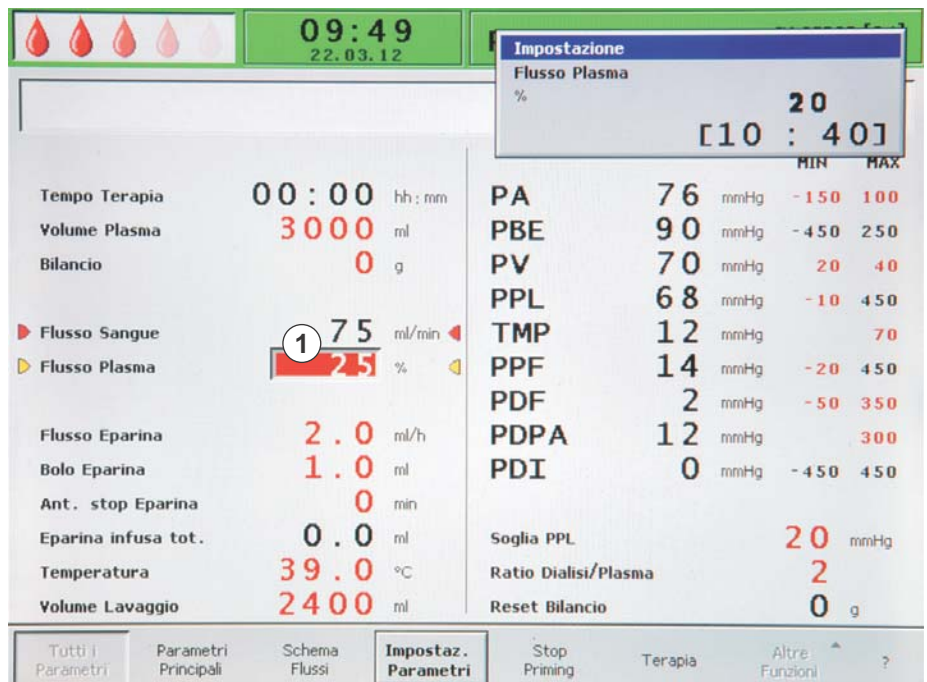 09:49
22.03.12
Impostazione
Flusso Plasma
%
20
[10 : 40]
MIN MAX
Tempo Terapia 00:00 hh:mm
Volume Plasma 3000 ml
Bilancio 0 g
Flusso Sangue 75 ml/min
1
Flusso Plasma 25 %
Flusso Eparina 2.0 ml/h
Bolo Eparina 1.0 ml
Ant. stop Eparina 0 min
Eparina infusa tot. 0.0 ml
Temperatura 39.0 °C
Volume Lavaggio 2400 ml
PA 76 mmHg -150 100
PBE 90 mmHg -450 250
PV 70 mmHg 20 40
PPL 68 mmHg -10 450
TMP 12 mmHg 70
PPF 14 mmHg -20 450
PDF 2 mmHg -50 350
PDPA 12 mmHg 300
PDI 0 mmHg -450 450
Soglia PPL 20 mmHg
Ratio Dialisi/Plasma 2
Reset Bilancio 0 g
Tutti i Parametri
Parametri Principali
Schema Flussi
Impostaz. Parametri
Stop Priming
Terapia
Altre Funzioni
?